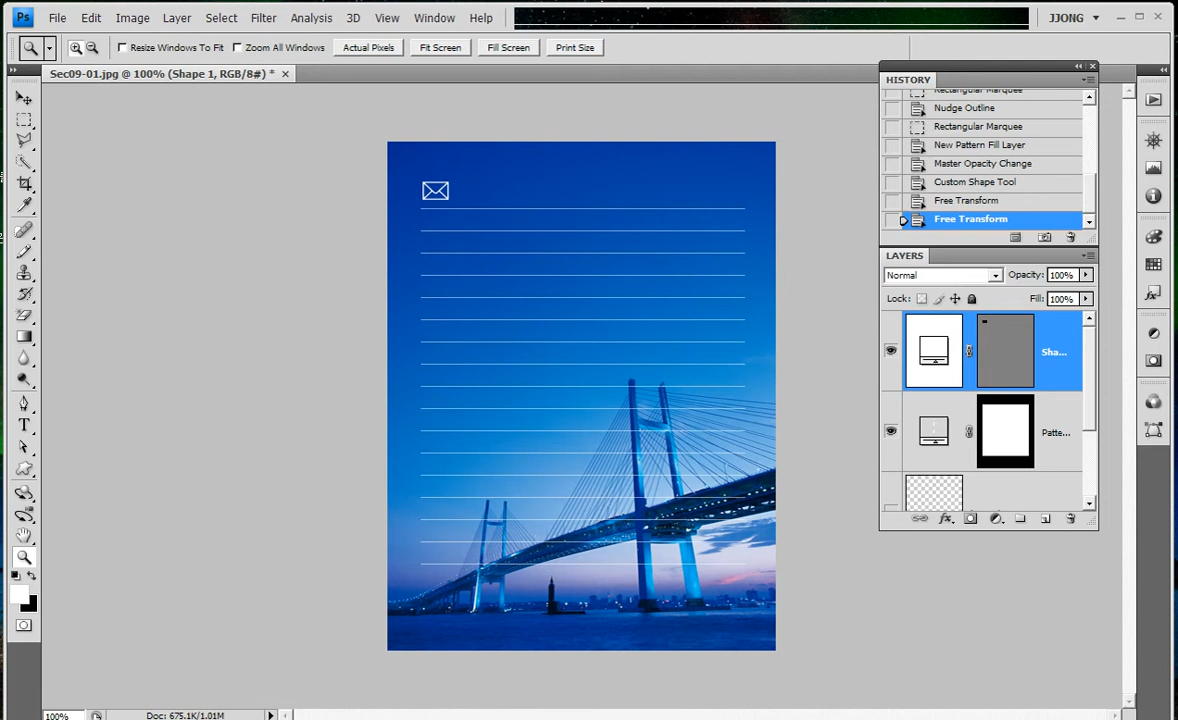 Ps File Edit Image Layer Select Filter Analysis 3D View Window Help JJONG
Resize Windows To Fit Zoom All Windows Actual Pixels Fit Screen Fill Screen Print Size
Sec09-01.jpg @ 100% (Shape 1, RGB/8#) *
HISTORY
Rectangular Marquee
Nudge Outline
Rectangular Marquee
New Pattern Fill Layer
Master Opacity Change
Custom Shape Tool
Free Transform
Free Transform
LAYERS
Normal Opacity: 100%
Lock: Fill: 100%
Sha...
Patte...
100% Doc: 675.1K/1.01M